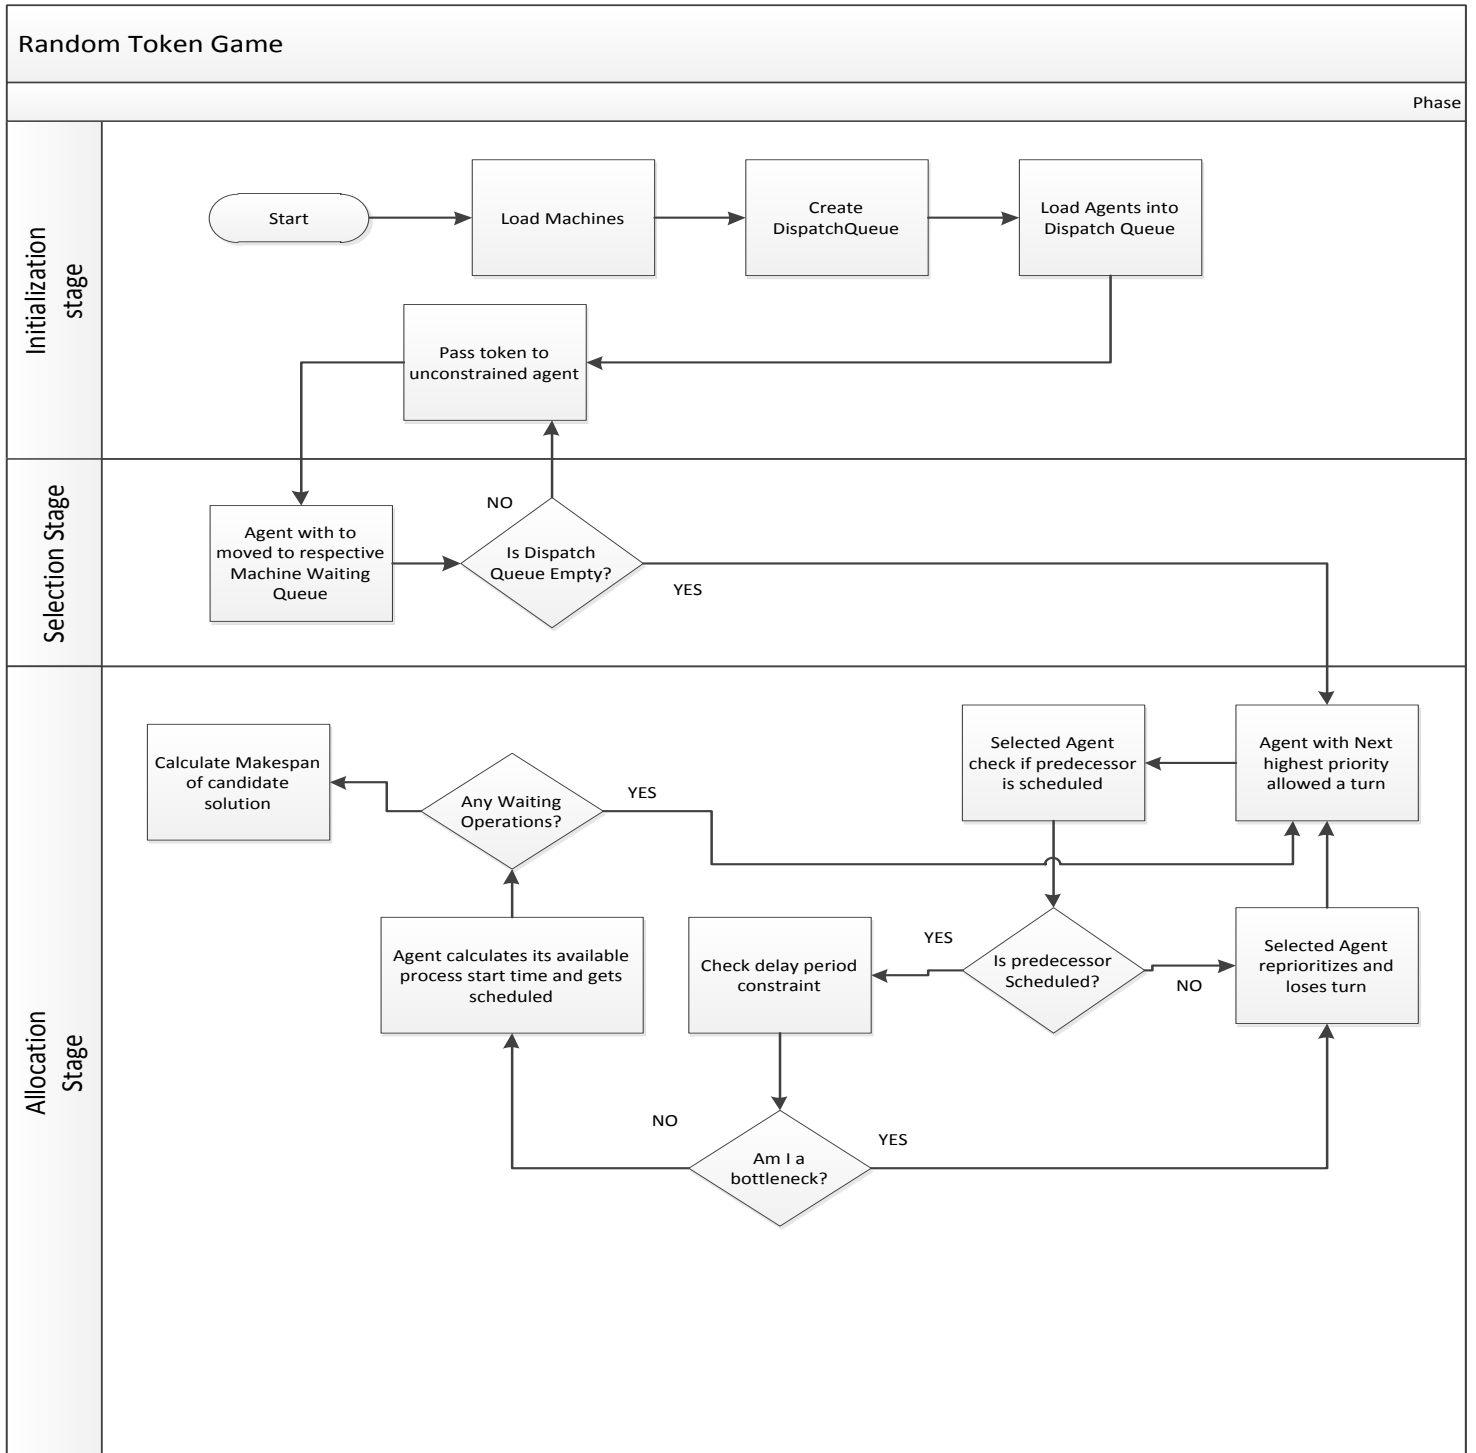 Random Token Game
Phase
Initialization
stage
Start
Load Machines
Create
DispatchQueue
Load Agents into
Dispatch Queue
Pass token to
unconstrained agent
Selection Stage
Agent with to
moved to respective
Machine Waiting
Queue
NO
Is Dispatch
Queue Empty?
YES
Allocation
Stage
Calculate Makespan
of candidate
solution
Any Waiting
Operations?
YES
Selected Agent
check if predecessor
is scheduled
Agent with Next
highest priority
allowed a turn
Agent calculates its available
process start time and gets
scheduled
Check delay period
constraint
YES
Is predecessor
Scheduled?
NO
Selected Agent
reprioritizes and
loses turn
NO
Am I a
bottleneck?
YES